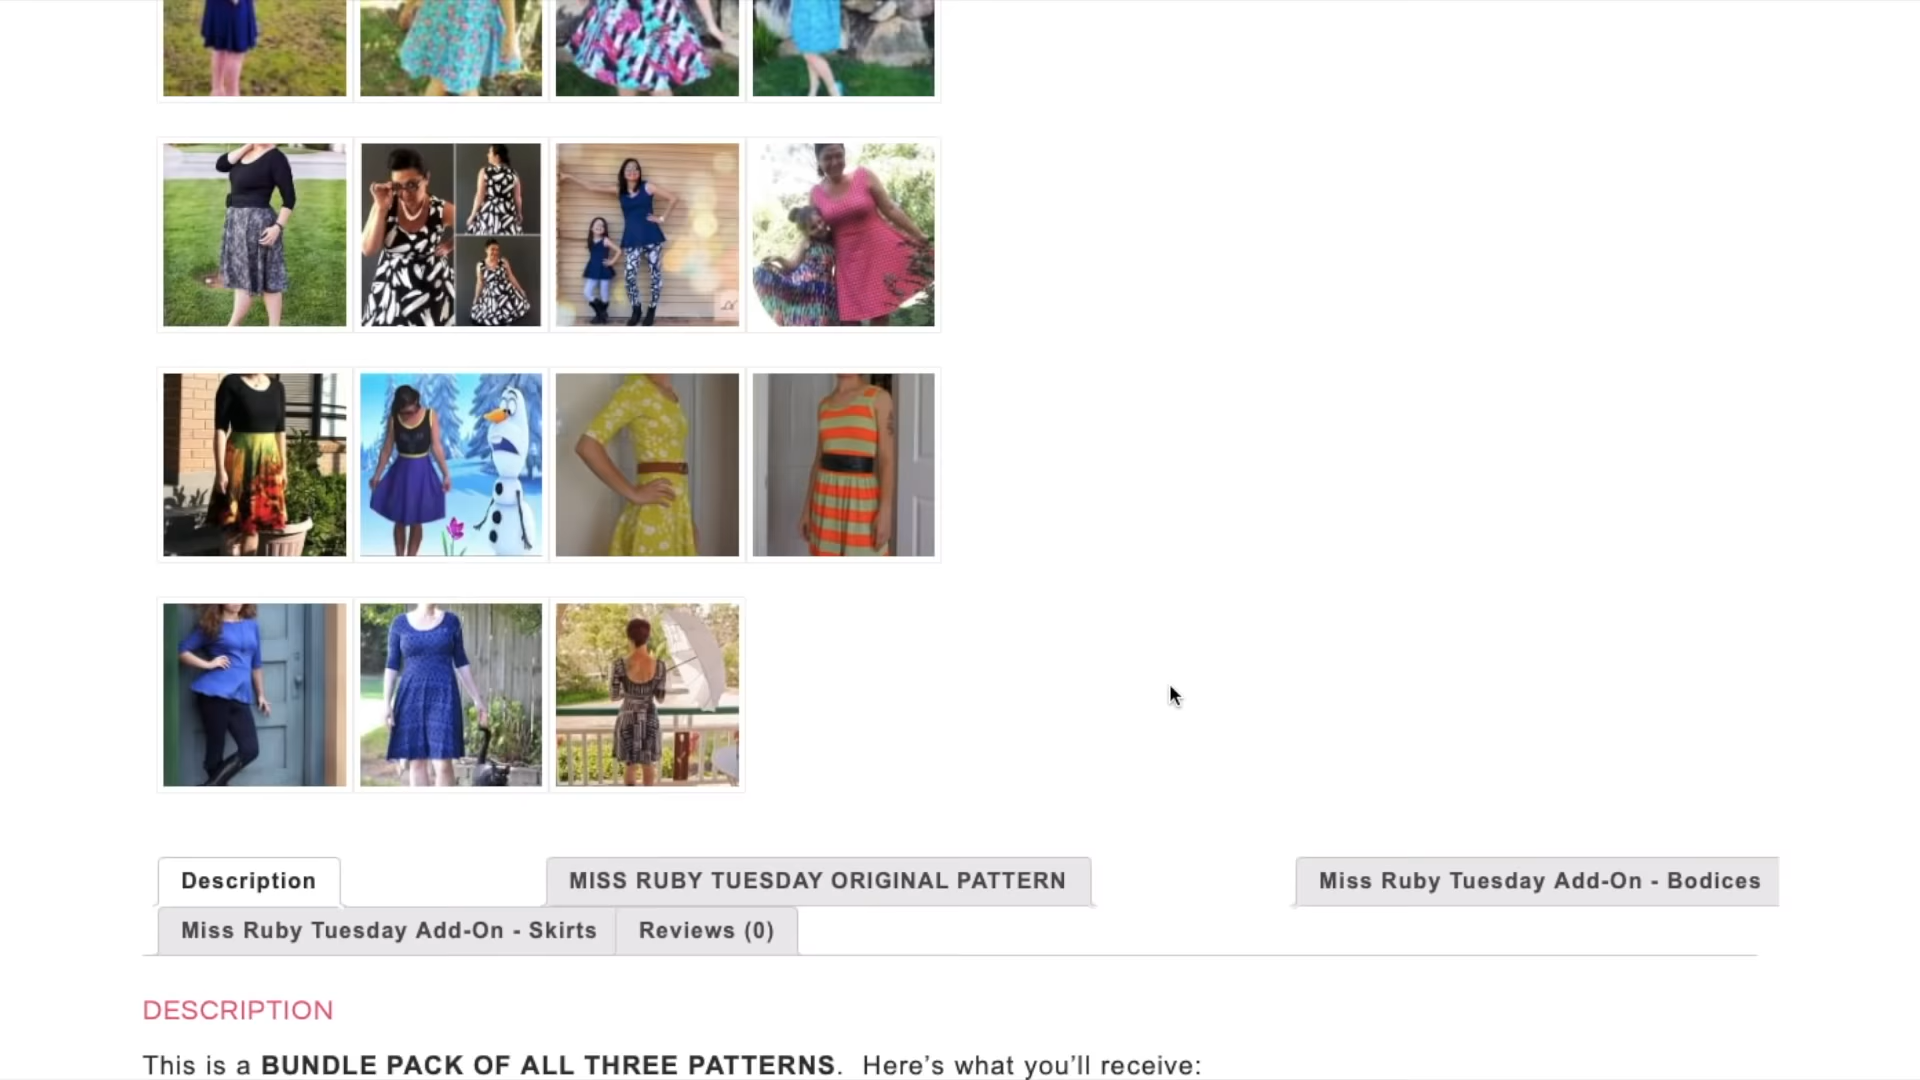 Description
MISS RUBY TUESDAY ORIGINAL PATTERN
Miss Ruby Tuesday Add-On - Bodices
Miss Ruby Tuesday Add-On - Skirts
Reviews (0)
DESCRIPTION
This is a BUNDLE PACK OF ALL THREE PATTERNS.  Here’s what you’ll receive: